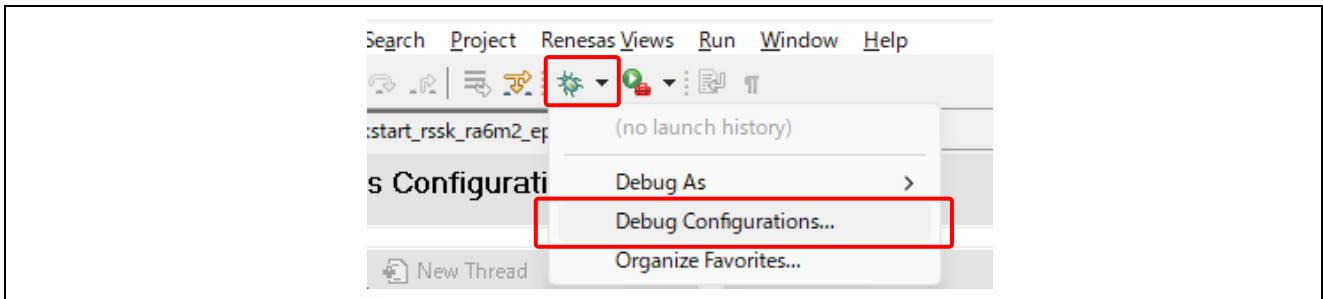 Search Project Renesas Views Run Window Help
(no launch history)
kstart_rssk_ra6m2_ep
s Configurati
Debug As
Debug Configurations...
New Thread
Organize Favorites...